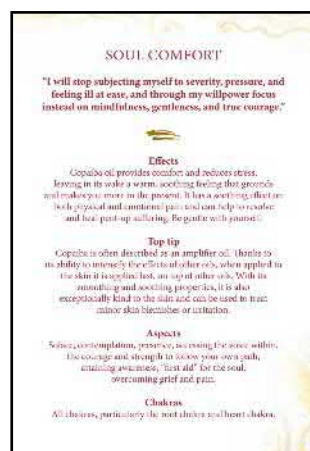 SOUL COMFORT
"I will stop subjecting myself to severity, pressure, and
feeling ill at ease, and through my willpower focus
instead on mindfulness, gentleness, and true courage."
Effects
Copaiba oil provides comfort and reduces stress,
leaving in its wake a warm, soothing feeling that grounds
and makes you more in the present. It has a soothing effect on
both physical and emotional pain and can help to resolve
and heal pent-up suffering. Be gentle with yourself.
Top tip
Copaiba is often described as an amplifier oil. Thanks to
its ability to intensify the effects of other oils, when applied to
the skin it is applied last, on top of other oils. With its
smoothing and soothing properties, it is also
exceptionally kind to the skin and can be used to treat
minor skin blemishes or irritation.
Aspects
Solace, contemplation, presence, accessing the voice within,
the courage and strength to follow your own path,
attaining awareness, "first aid" for the soul,
overcoming grief and pain.
Chakras
All chakras, particularly the root chakra and heart chakra.